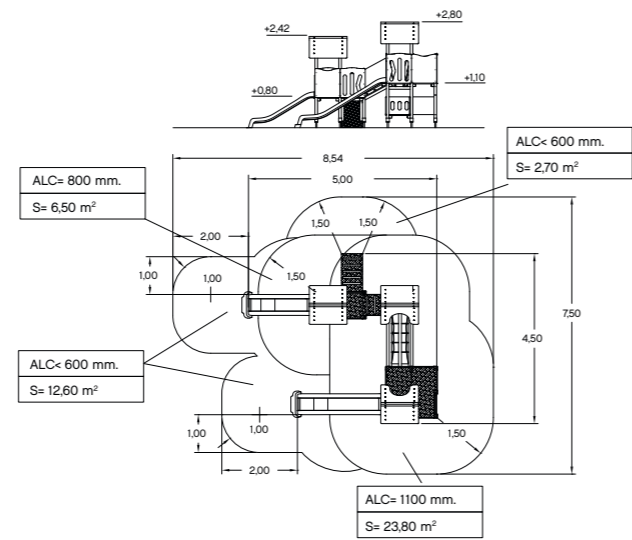 +2,42
+2,80
+0,80
+1,10
8,54
5,00
ALC< 600 mm.
S= 2,70 m²
ALC= 800 mm.
S= 6,50 m²
2,00
1,50
1,50
1,00
1,00
1,50
4,50
7,50
ALC< 600 mm.
S= 12,60 m²
1,00
1,00
2,00
1,50
ALC= 1100 mm.
S= 23,80 m²